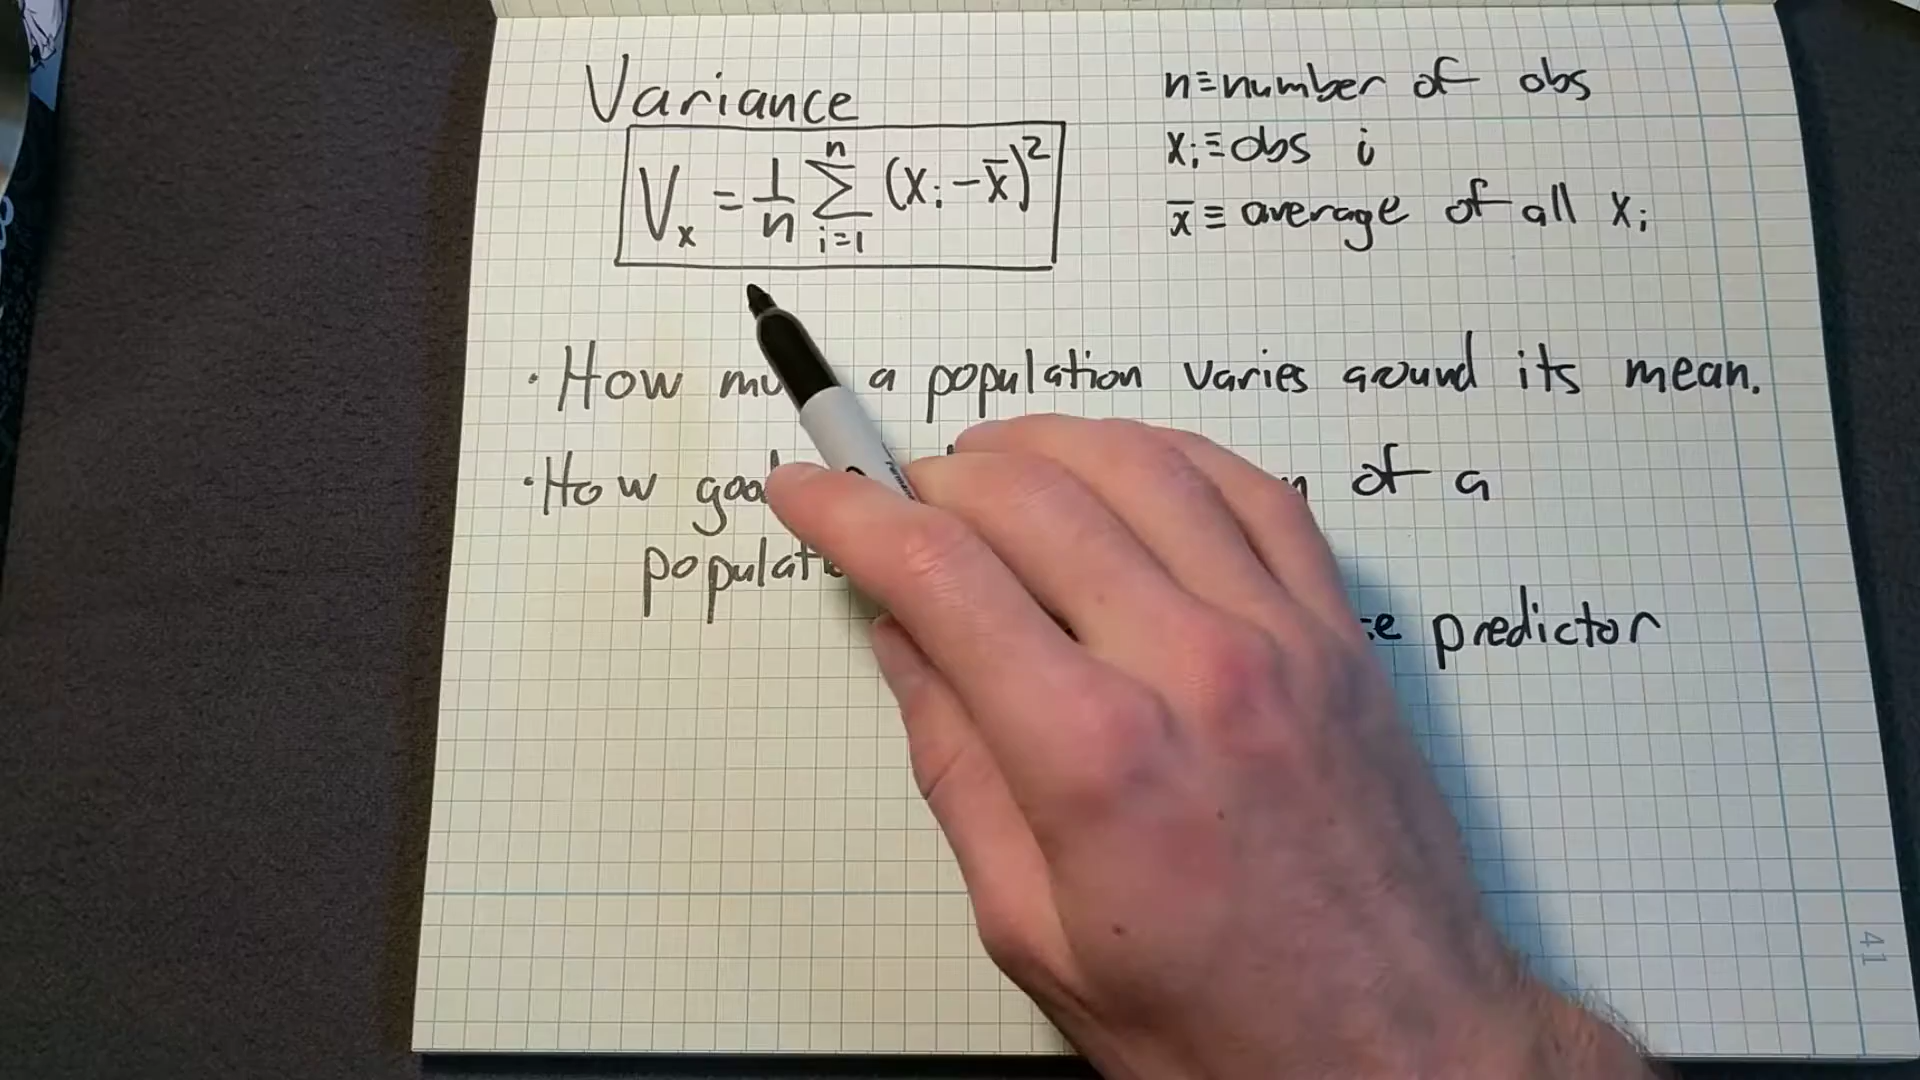 Variance
V_x = 1/n Σ_{i=1}^{n} (x_i - x̄)²
n ≡ number of obs
x_i ≡ obs i
x̄ ≡ average of all x_i
· How a population varies around its mean.
· How of a
predictor
41